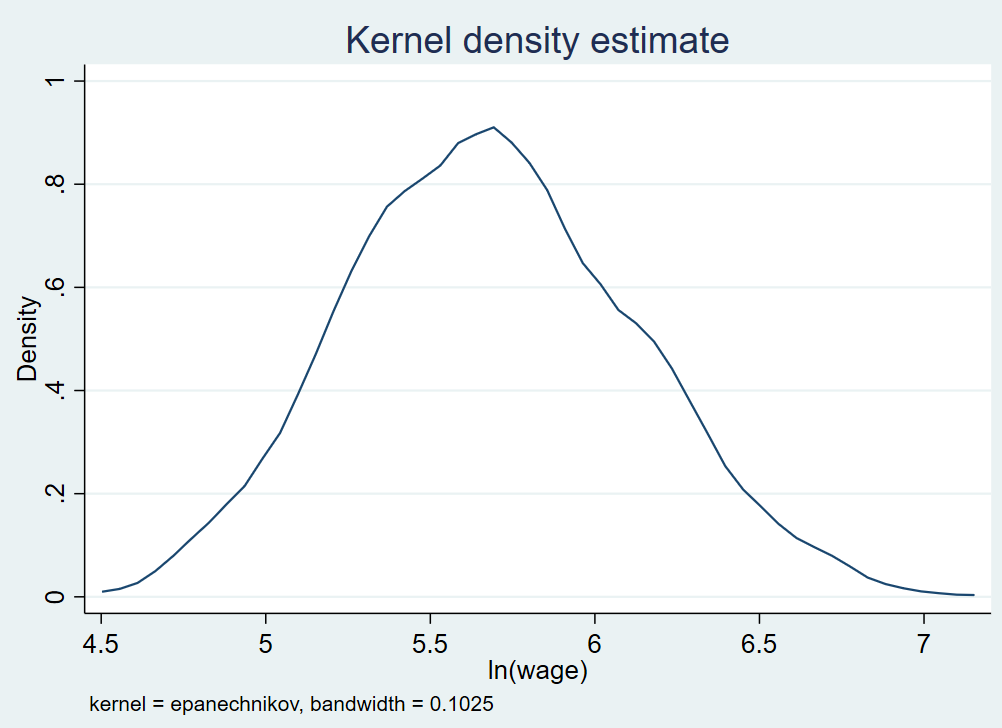 Kernel density estimate
Density
1
.8
.6
.4
.2
0
4.5 5 5.5 6 6.5 7
ln(wage)
kernel = epanechnikov, bandwidth = 0.1025